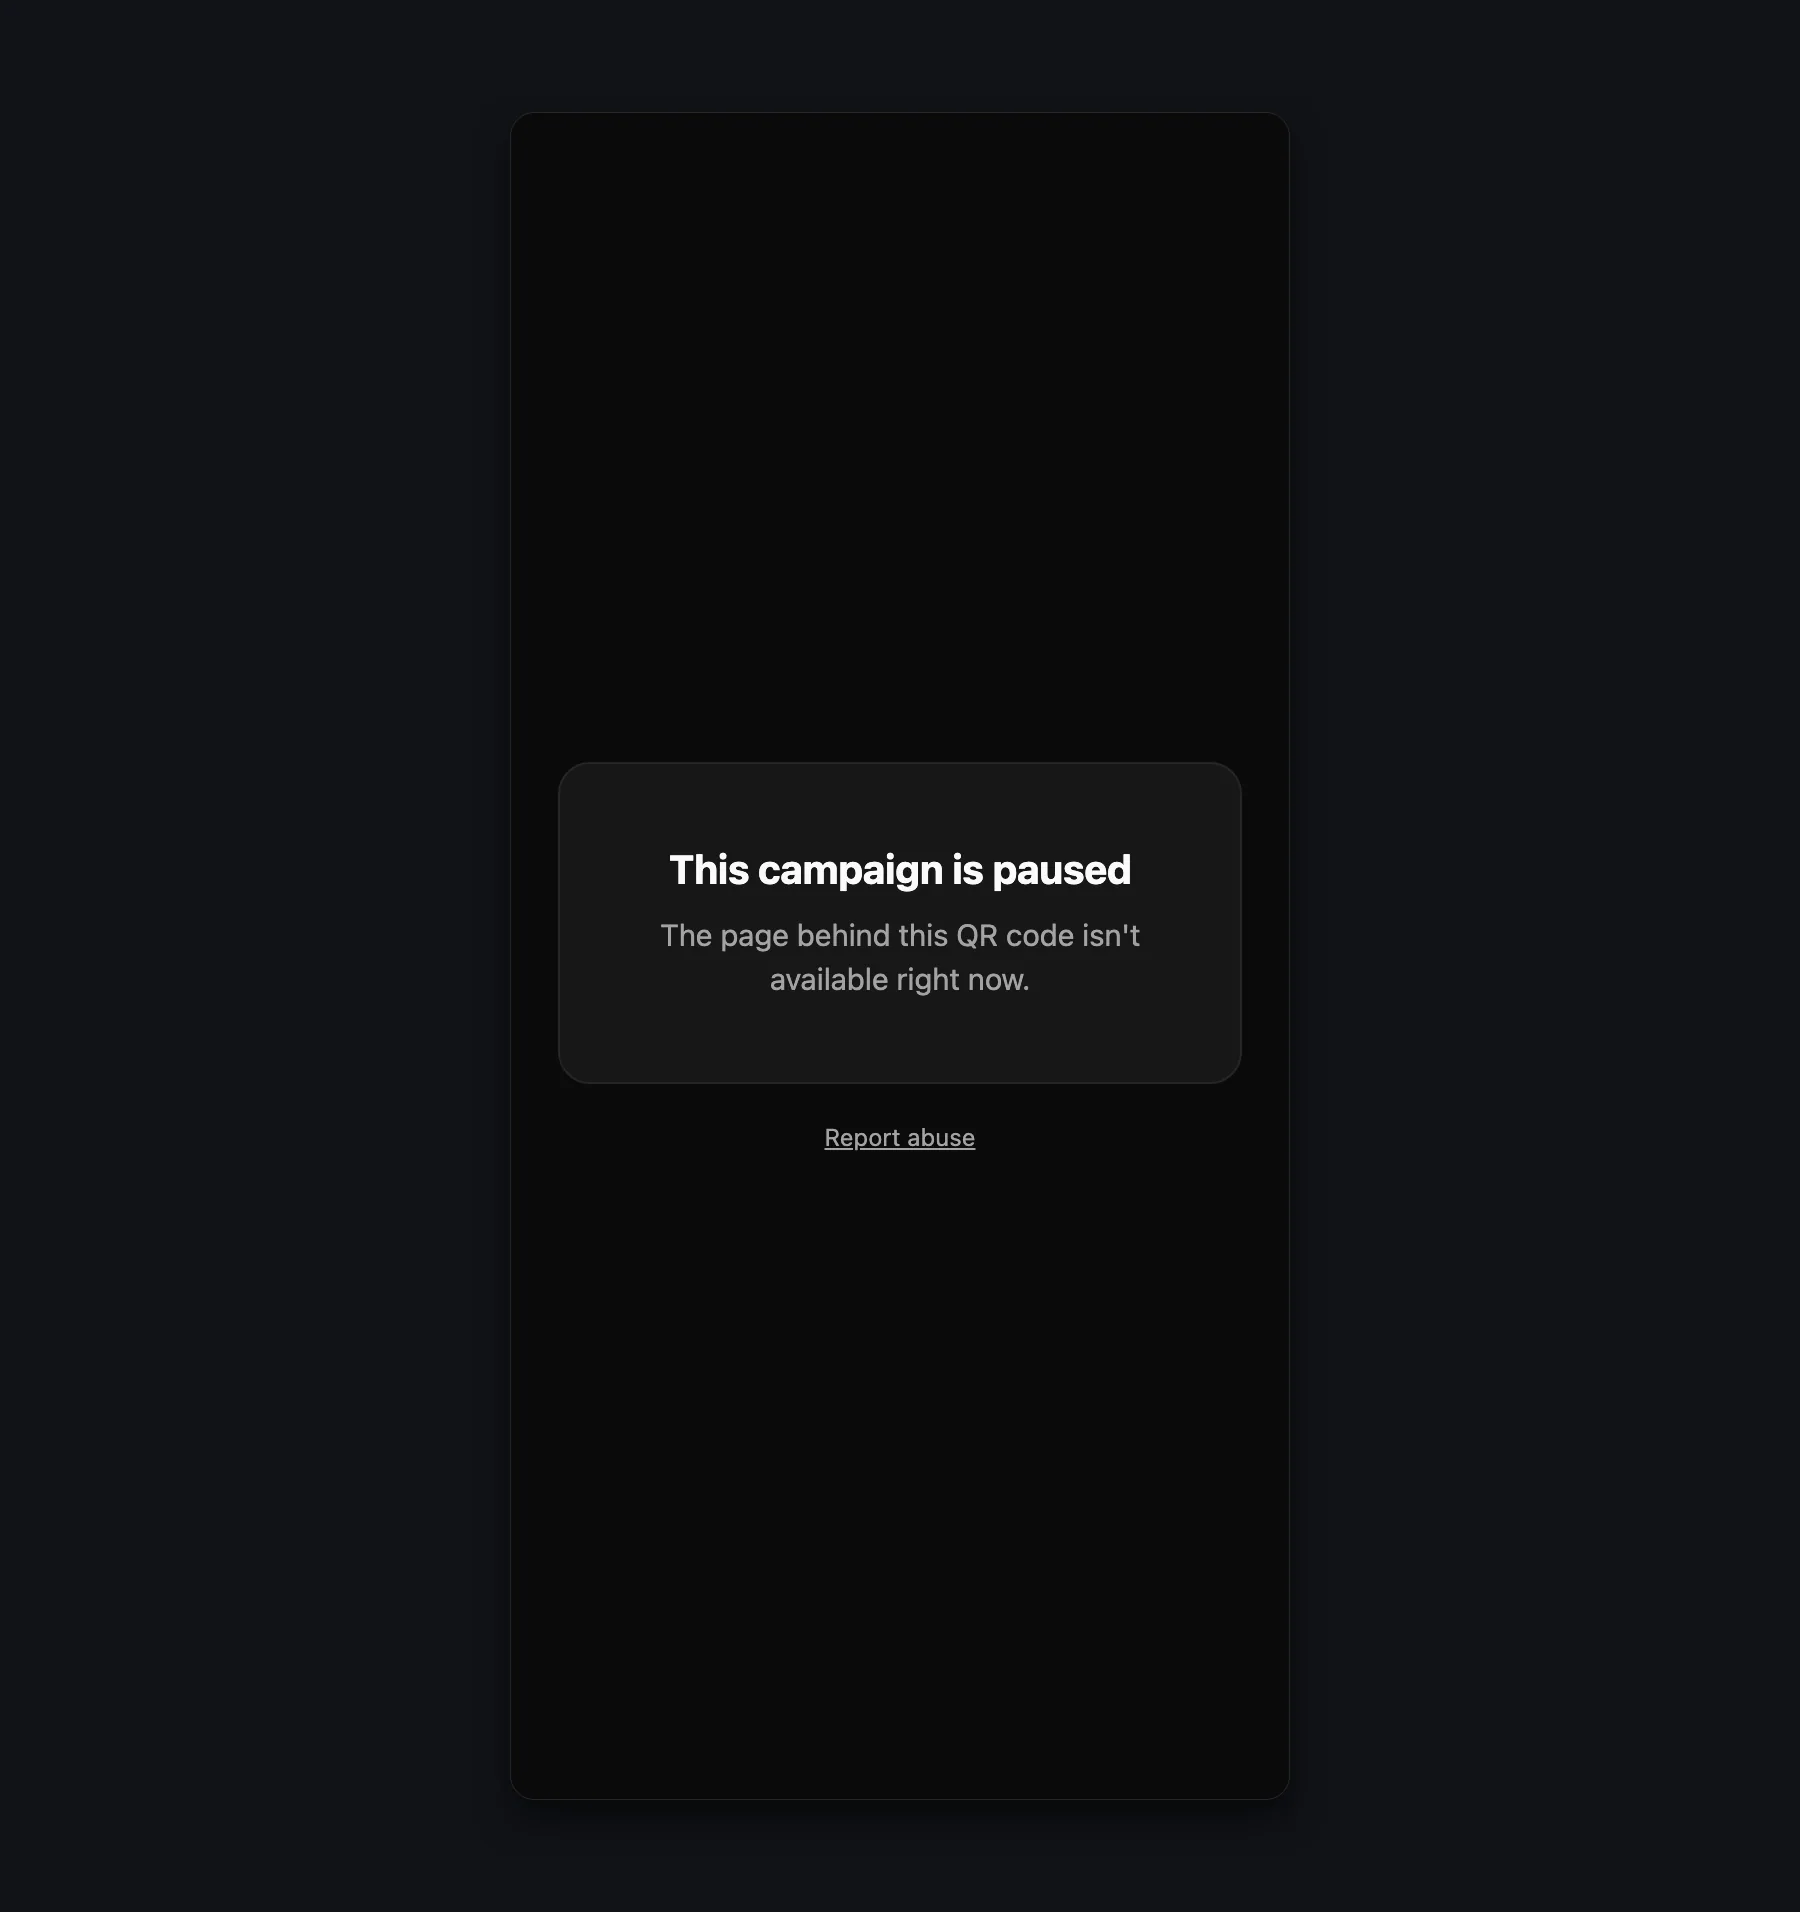 This campaign is paused
The page behind this QR code isn't
available right now.
Report abuse